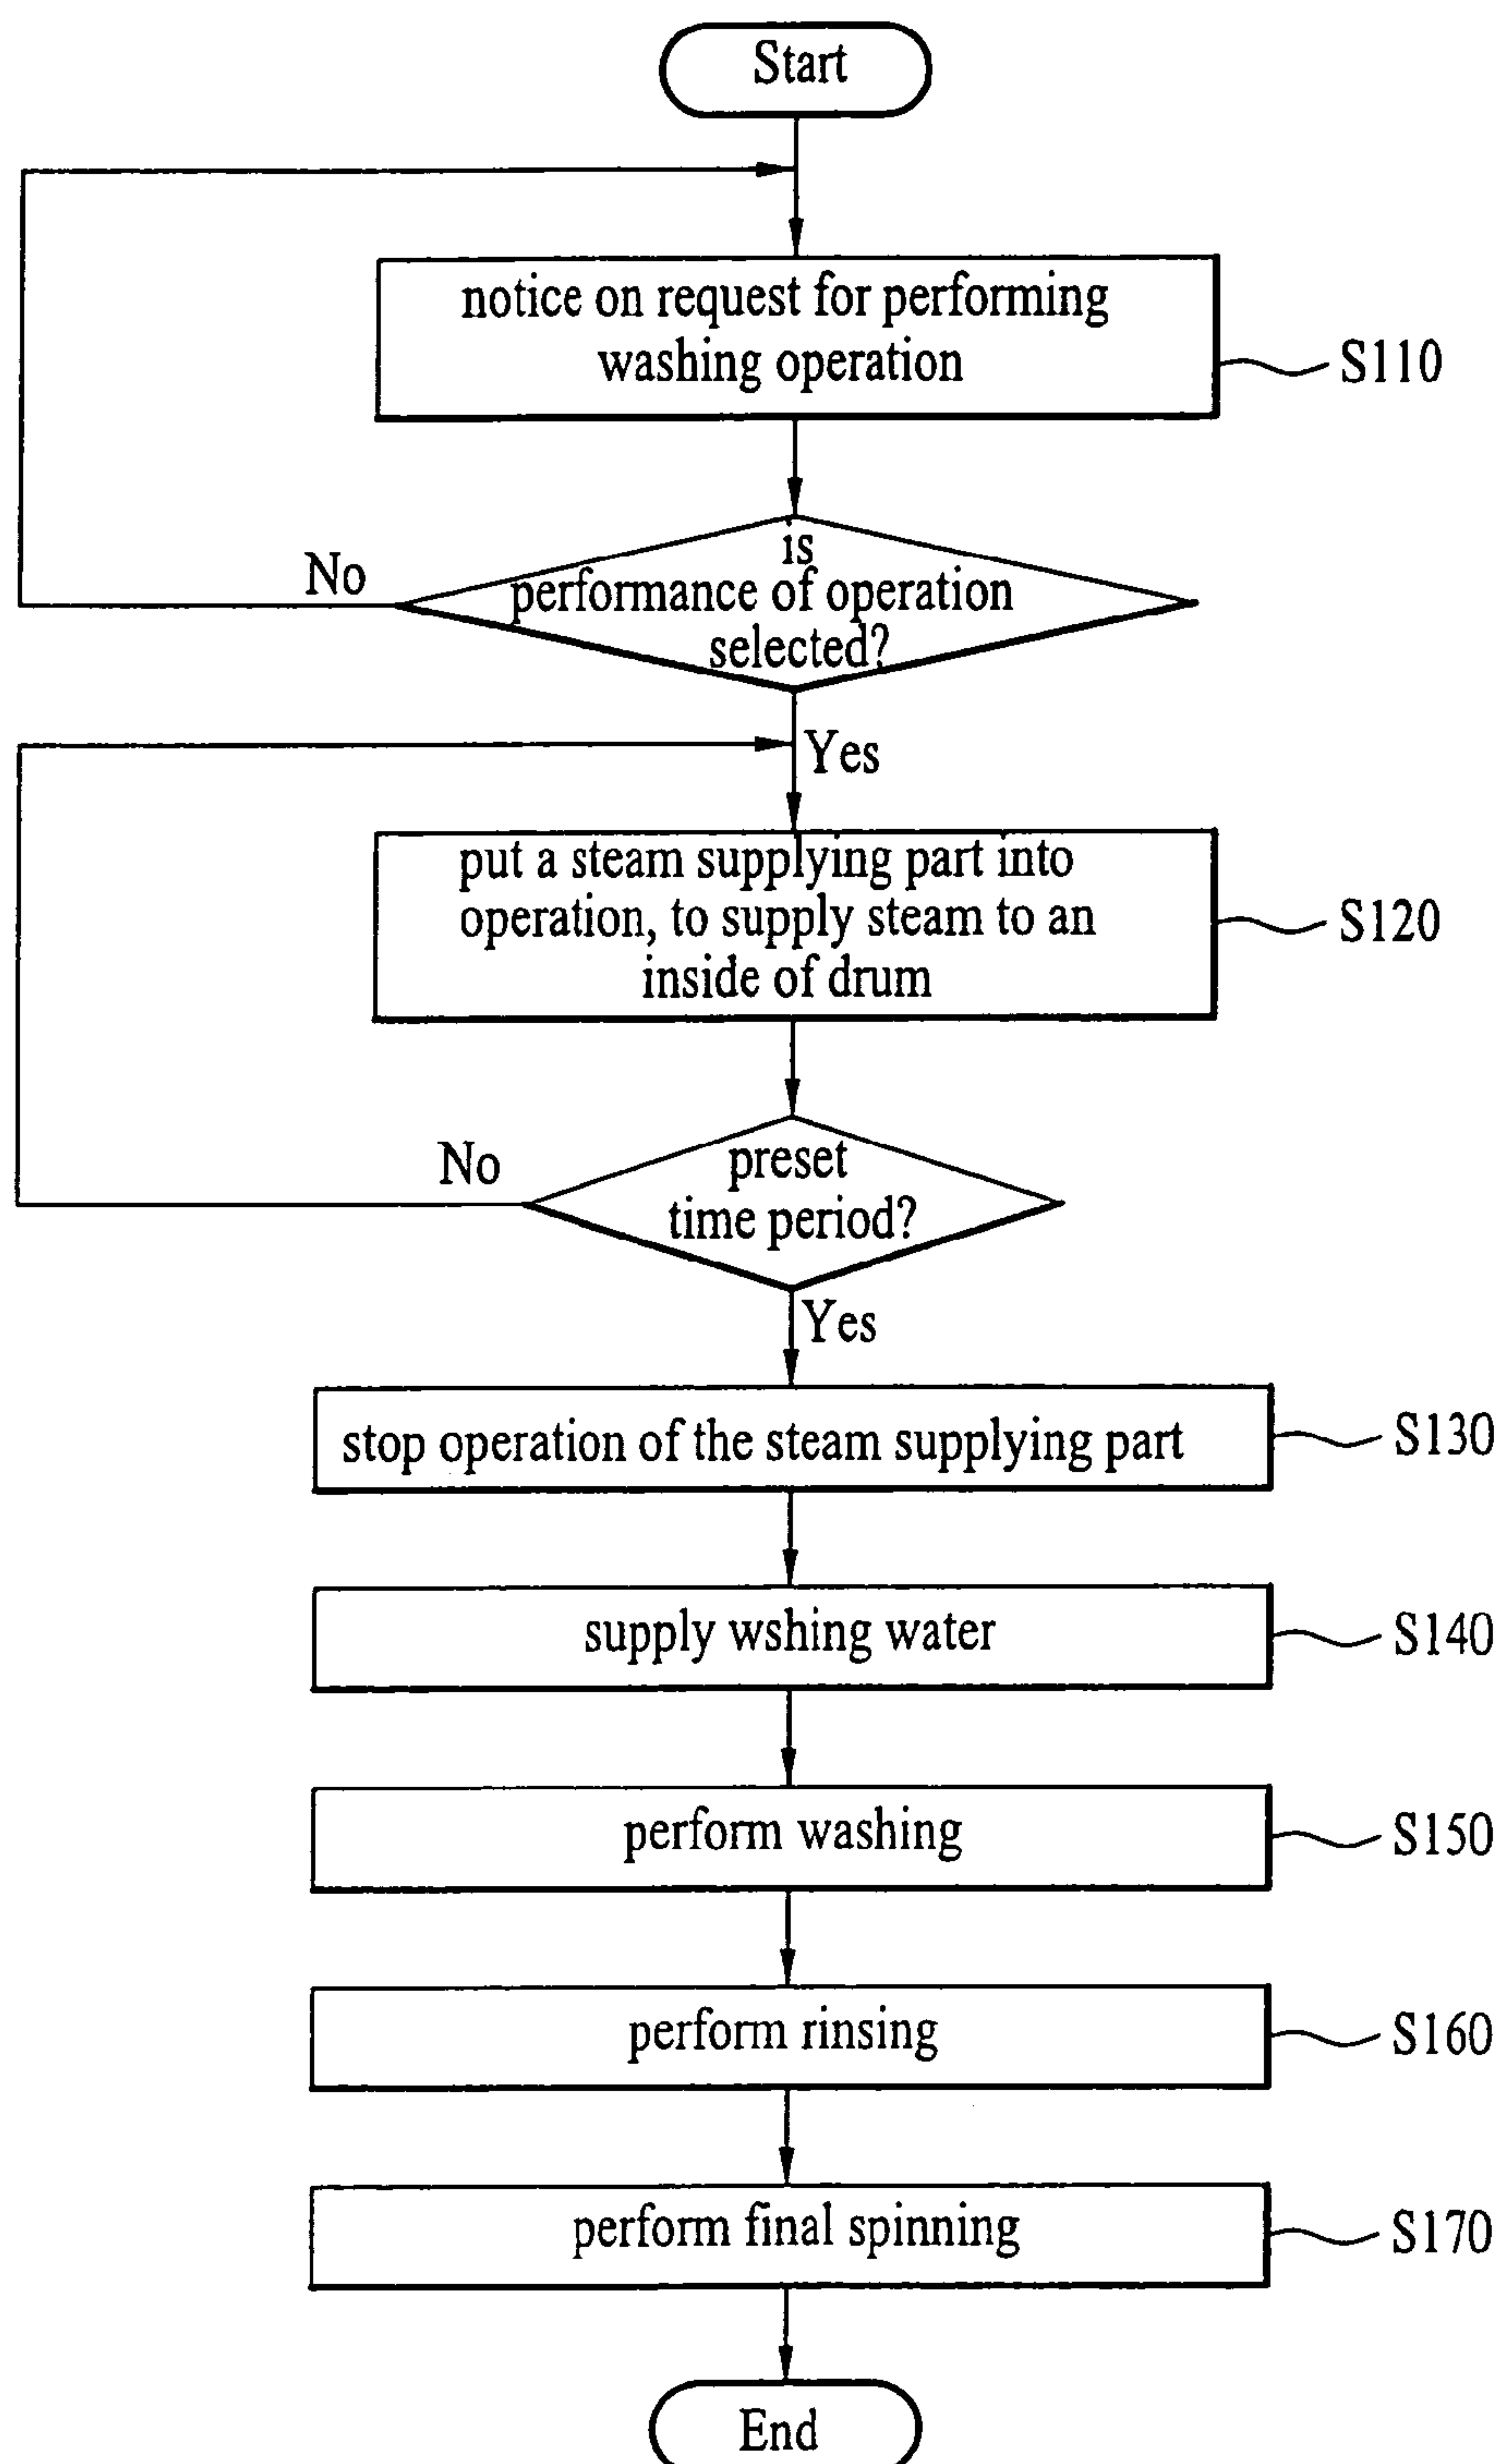 Start
notice on request for performing
washing operation
S110
is
performance of operation
selected?
No
Yes
put a steam supplying part into
operation, to supply steam to an
inside of drum
S120
preset
time period?
No
Yes
stop operation of the steam supplying part
S130
supply wshing water
S140
perform washing
S150
perform rinsing
S160
perform final spinning
S170
End